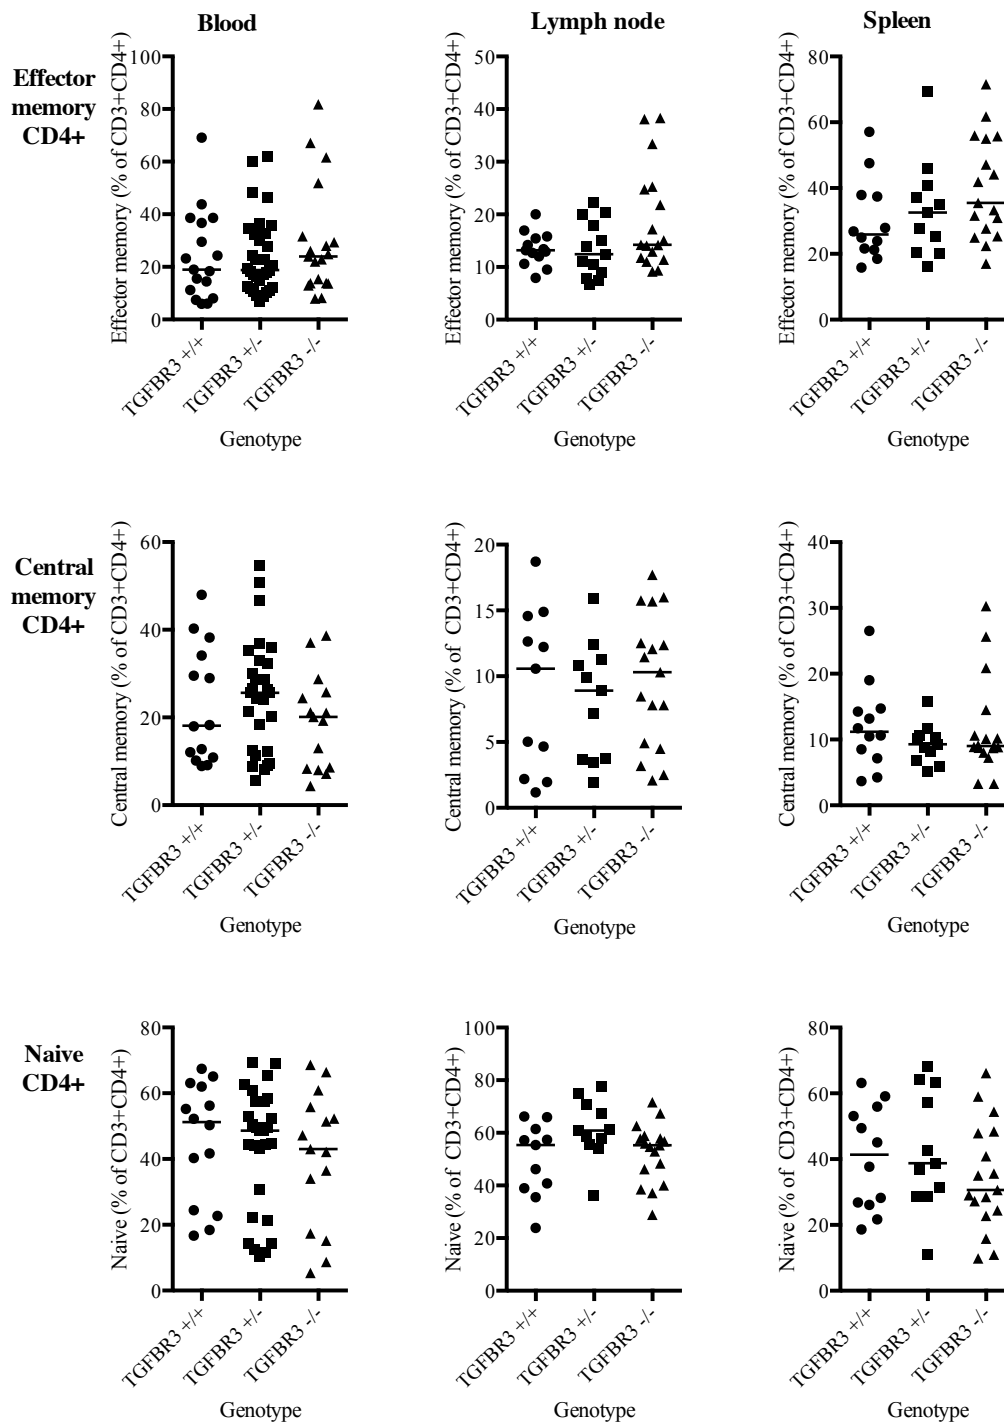 Blood
Lymph node
Spleen
Effector
memory
CD4+
Effector memory (% of CD3+CD4+)
100
80
60
40
20
0
TGFBR3 +/+
TGFBR3 +/-
TGFBR3 -/-
Genotype
Effector memory (% of CD3+CD4+)
50
40
30
20
10
0
TGFBR3 +/+
TGFBR3 +/-
TGFBR3 -/-
Genotype
Effector memory (% of CD3+CD4+)
80
60
40
20
0
TGFBR3 +/+
TGFBR3 +/-
TGFBR3 -/-
Genotype
Central
memory
CD4+
Central memory (% of CD3+CD4+)
60
40
20
0
TGFBR3 +/+
TGFBR3 +/-
TGFBR3 -/-
Genotype
Central memory (% of CD3+CD4+)
20
15
10
5
0
TGFBR3 +/+
TGFBR3 +/-
TGFBR3 -/-
Genotype
Central memory (% of CD3+CD4+)
40
30
20
10
0
TGFBR3 +/+
TGFBR3 +/-
TGFBR3 -/-
Genotype
Naive
CD4+
Naive (% of CD3+CD4+)
80
60
40
20
0
TGFBR3 +/+
TGFBR3 +/-
TGFBR3 -/-
Genotype
Naive (% of CD3+CD4+)
100
80
60
40
20
0
TGFBR3 +/+
TGFBR3 +/-
TGFBR3 -/-
Genotype
Naive (% of CD3+CD4+)
80
60
40
20
0
TGFBR3 +/+
TGFBR3 +/-
TGFBR3 -/-
Genotype